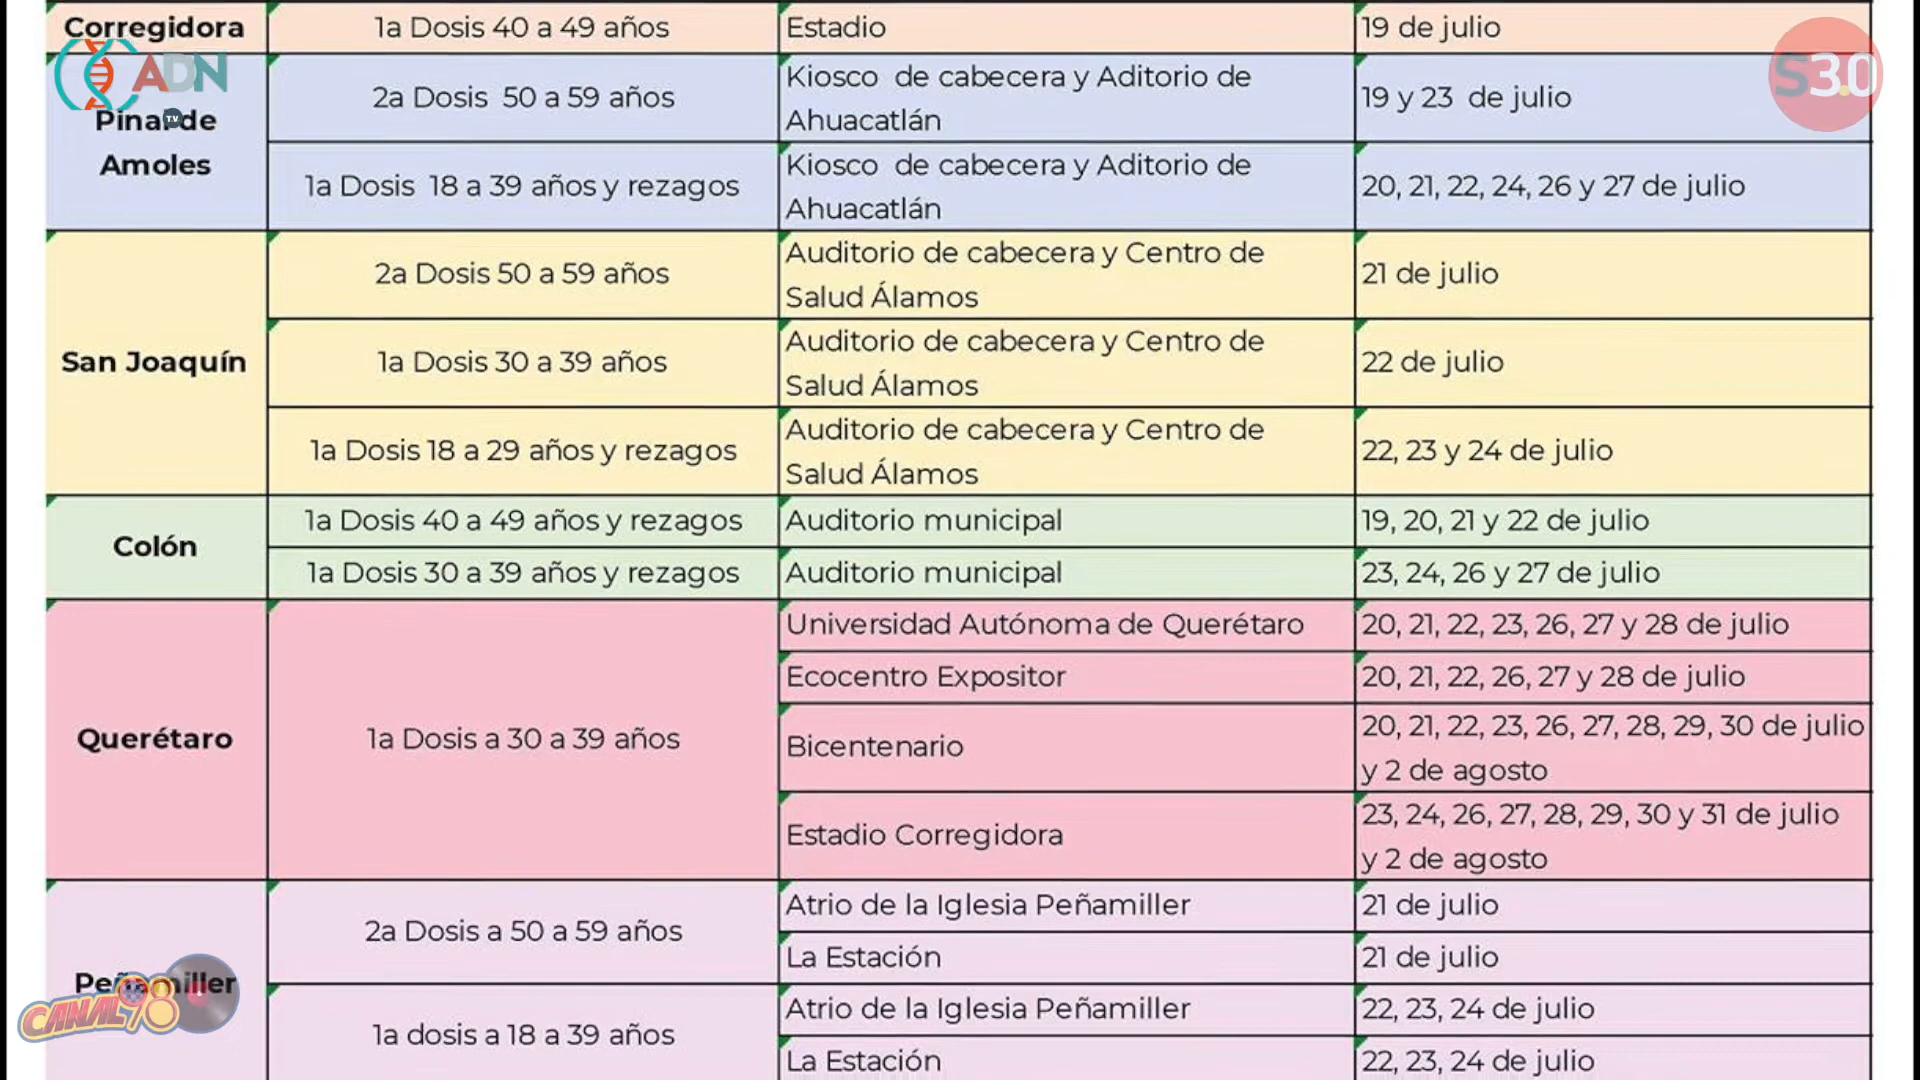 Corregidora
1a Dosis 40 a 49 años
Estadio
19 de julio
ADN
TV
S3.0
Pinal de
Amoles
2a Dosis 50 a 59 años
Kiosco de cabecera y Aditorio de
Ahuacatlán
19 y 23 de julio
1a Dosis 18 a 39 años y rezagos
Kiosco de cabecera y Aditorio de
Ahuacatlán
20, 21, 22, 24, 26 y 27 de julio
San Joaquín
2a Dosis 50 a 59 años
Auditorio de cabecera y Centro de
Salud Álamos
21 de julio
1a Dosis 30 a 39 años
Auditorio de cabecera y Centro de
Salud Álamos
22 de julio
1a Dosis 18 a 29 años y rezagos
Auditorio de cabecera y Centro de
Salud Álamos
22, 23 y 24 de julio
Colón
1a Dosis 40 a 49 años y rezagos
Auditorio municipal
19, 20, 21 y 22 de julio
1a Dosis 30 a 39 años y rezagos
Auditorio municipal
23, 24, 26 y 27 de julio
Querétaro
1a Dosis a 30 a 39 años
Universidad Autónoma de Querétaro
20, 21, 22, 23, 26, 27 y 28 de julio
Ecocentro Expositor
20, 21, 22, 26, 27 y 28 de julio
Bicentenario
20, 21, 22, 23, 26, 27, 28, 29, 30 de julio
y 2 de agosto
Estadio Corregidora
23, 24, 26, 27, 28, 29, 30 y 31 de julio
y 2 de agosto
Peñamiller
2a Dosis a 50 a 59 años
Atrio de la Iglesia Peñamiller
21 de julio
La Estación
21 de julio
1a dosis a 18 a 39 años
Atrio de la Iglesia Peñamiller
22, 23, 24 de julio
La Estación
22, 23, 24 de julio
CANAL 98